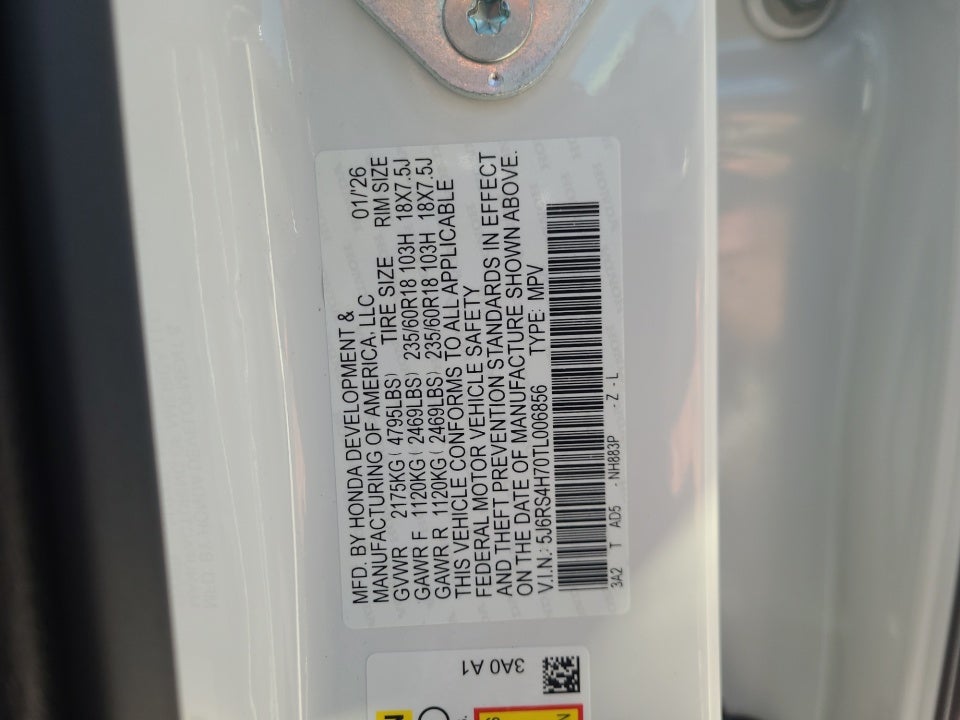 MFD. BY HONDA DEVELOPMENT & 01/'26
MANUFACTURING OF AMERICA, LLC
TIRE SIZE RIM SIZE
GVWR 2175KG ( 4795LBS)
GAWR F 1120KG ( 2469LBS) 235/60R18 103H 18X7.5J
GAWR R 1120KG ( 2469LBS) 235/60R18 103H 18X7.5J
THIS VEHICLE CONFORMS TO ALL APPLICABLE
FEDERAL MOTOR VEHICLE SAFETY
AND THEFT PREVENTION STANDARDS IN EFFECT
ON THE DATE OF MANUFACTURE SHOWN ABOVE.
V.I.N.: 5J6RS4H70TL006856 TYPE: MPV
3A2 T AD5 - NH883P - Z - L
3A0 A1